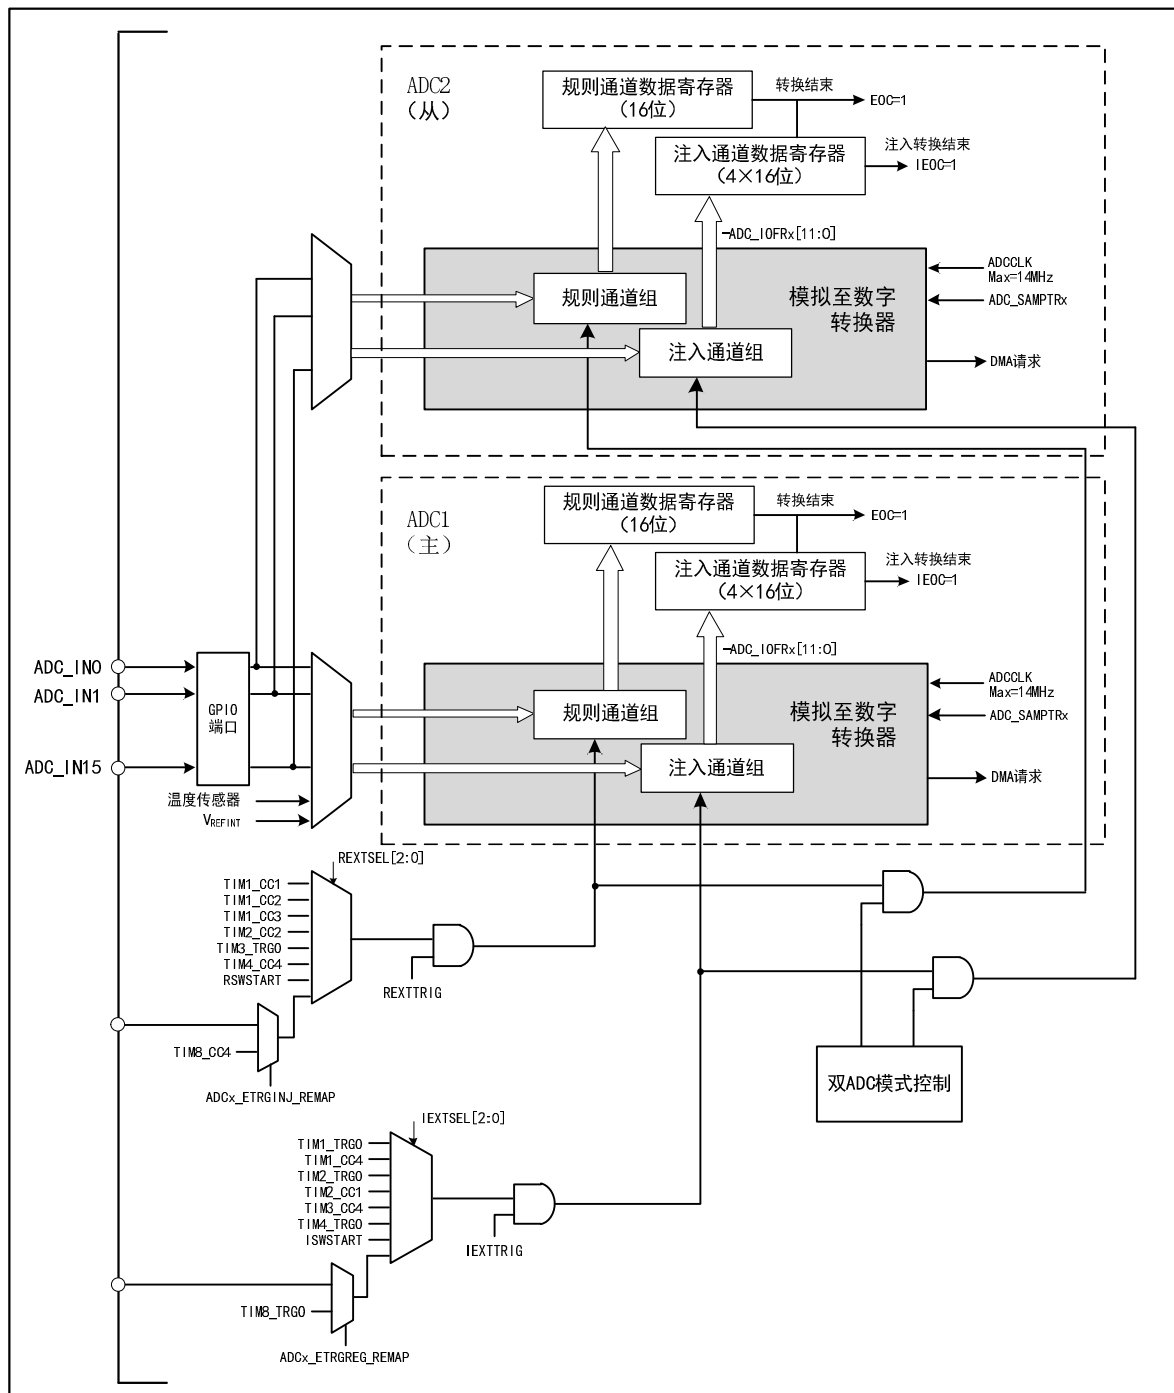 ADC2
(从)
规则通道数据寄存器
(16位)
转换结束
EOC=1
注入通道数据寄存器
(4×16位)
注入转换结束
IEOC=1
ADC_IOFRx[11:0]
规则通道组
注入通道组
模拟至数字
转换器
ADCCLK
Max=14MHz
ADC_SAMPTRx
DMA请求
ADC1
(主)
规则通道数据寄存器
(16位)
转换结束
EOC=1
注入通道数据寄存器
(4×16位)
注入转换结束
IEOC=1
ADC_IOFRx[11:0]
规则通道组
注入通道组
模拟至数字
转换器
ADCCLK
Max=14MHz
ADC_SAMPTRx
DMA请求
ADC_IN0
ADC_IN1
ADC_IN15
GPIO
端口
温度传感器
VREFINT
REXTSEL[2:0]
TIM1_CC1
TIM1_CC2
TIM1_CC3
TIM2_CC2
TIM3_TRGO
TIM4_CC4
RSWSTART
REXTTRIG
TIM8_CC4
ADCx_ETRGINJ_REMAP
双ADC模式控制
IEXTSEL[2:0]
TIM1_TRGO
TIM1_CC4
TIM2_TRGO
TIM2_CC1
TIM3_CC4
TIM4_TRGO
ISWSTART
IEXTTRIG
TIM8_TRGO
ADCx_ETRGREG_REMAP